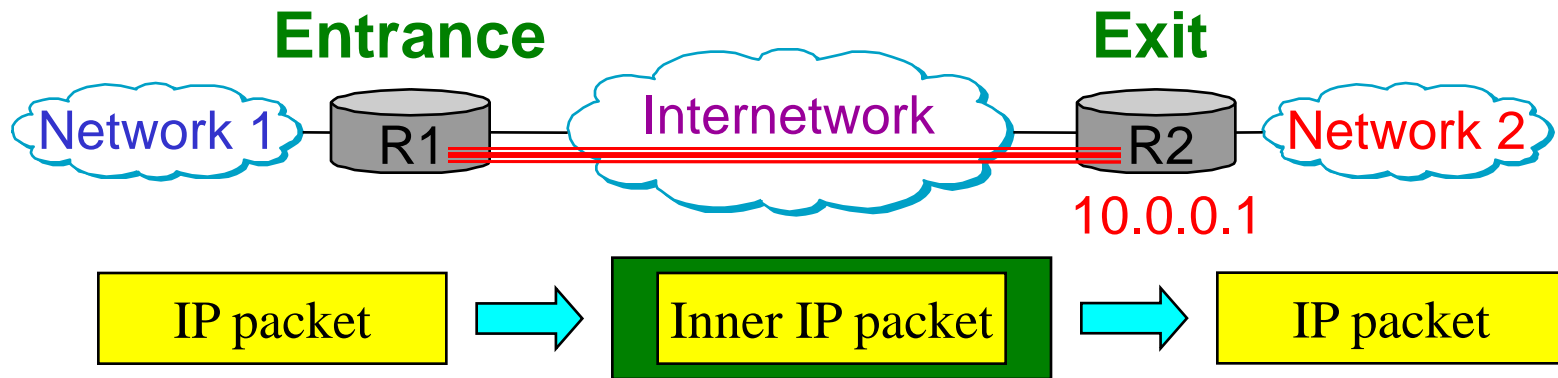 Entrance Exit
Network 1 R1 Internetwork R2 Network 2
10.0.0.1
IP packet Inner IP packet IP packet